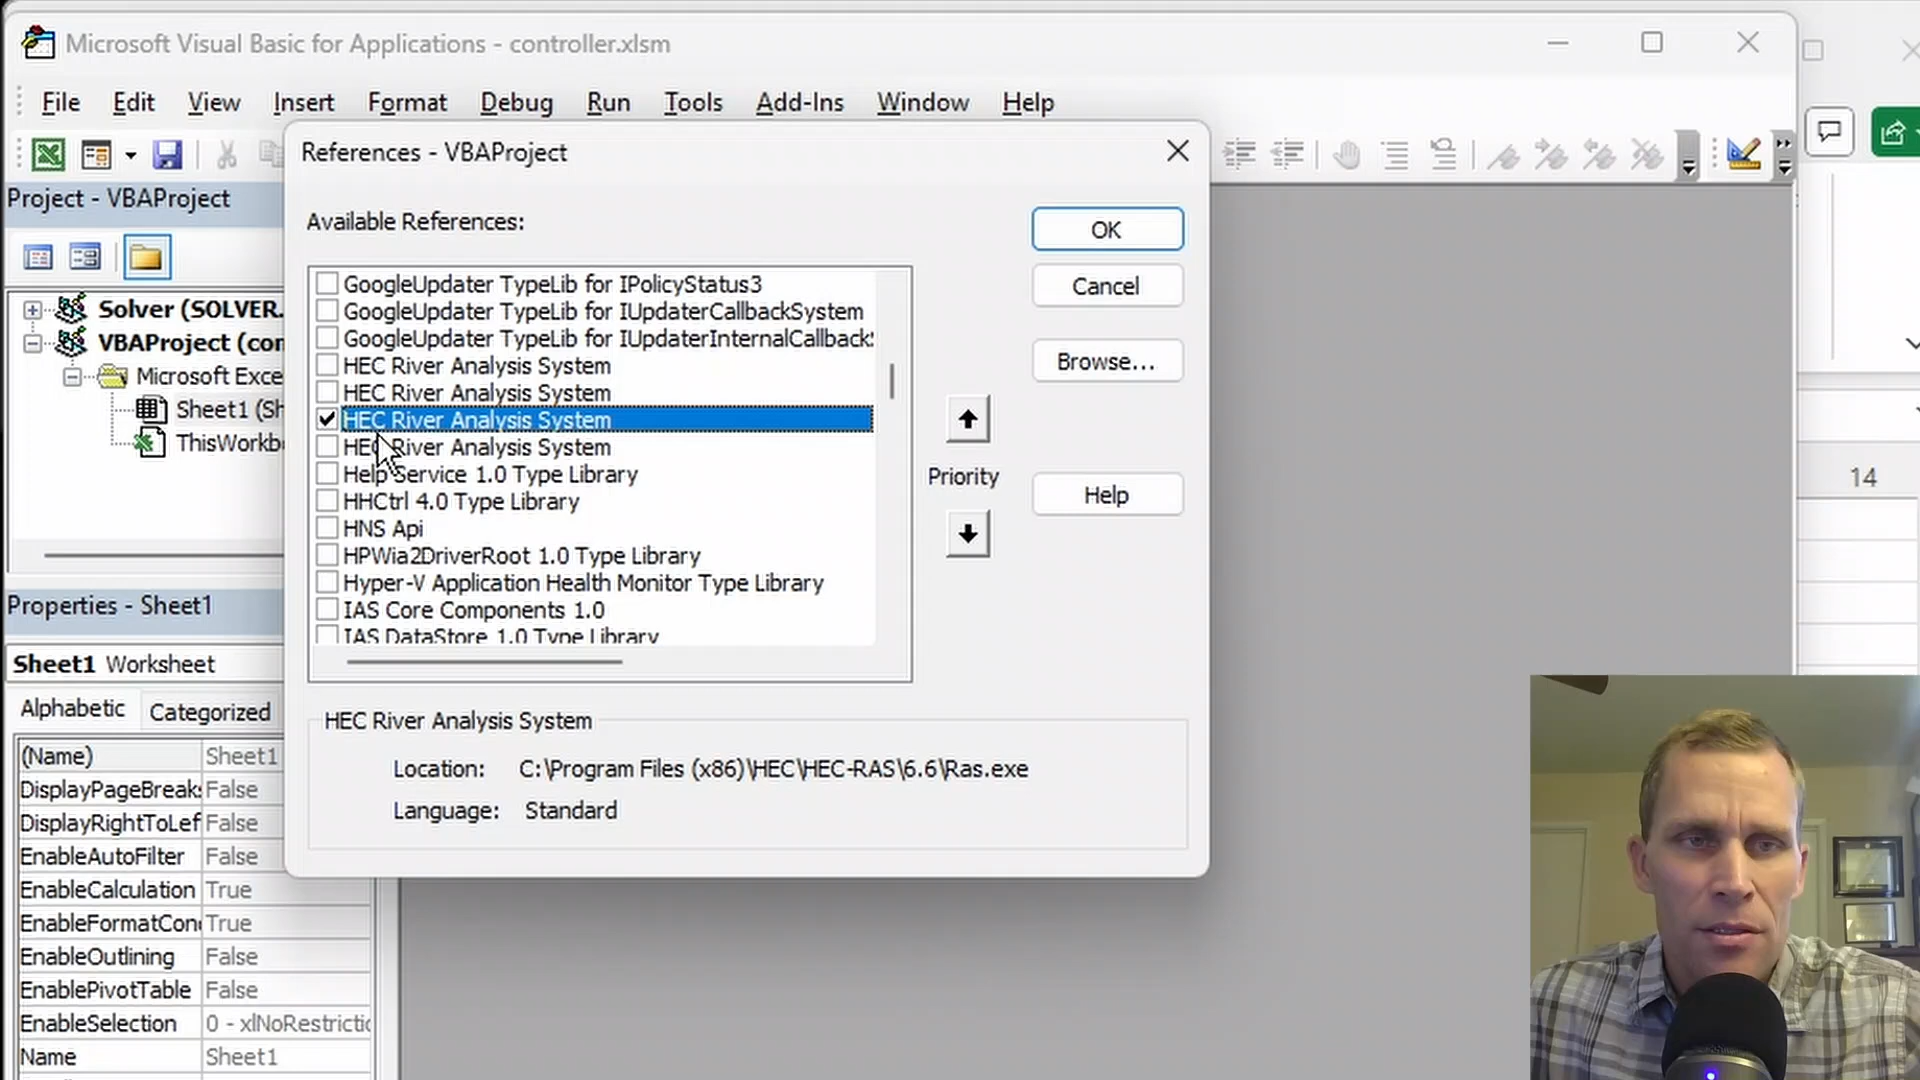 Microsoft Visual Basic for Applications - controller.xlsm
File Edit View Insert Format Debug Run Tools Add-Ins Window Help
References - VBAProject
Project - VBAProject
Available References:
OK
GoogleUpdater TypeLib for IPolicyStatus3
Cancel
GoogleUpdater TypeLib for IUpdaterCallbackSystem
Solver (SOLVER.
GoogleUpdater TypeLib for IUpdaterInternalCallback
VBAProject (con
HEC River Analysis System
Browse...
Microsoft Exce
HEC River Analysis System
Sheet1 (Sh
HEC River Analysis System
ThisWorkb
HEC River Analysis System
Help Service 1.0 Type Library
Priority
14
HHCtrl 4.0 Type Library
Help
HNS Api
HPWia2DriverRoot 1.0 Type Library
Hyper-V Application Health Monitor Type Library
Properties - Sheet1
IAS Core Components 1.0
IAS DataStore 1.0 Type Library
Sheet1 Worksheet
Alphabetic Categorized
HEC River Analysis System
(Name) Sheet1
Location: C:\Program Files (x86)\HEC\HEC-RAS\6.6\Ras.exe
DisplayPageBreaks False
Language: Standard
DisplayRightToLef False
EnableAutoFilter False
EnableCalculation True
EnableFormatCon True
EnableOutlining False
EnablePivotTable False
EnableSelection 0 - xlNoRestrictio
Name Sheet1